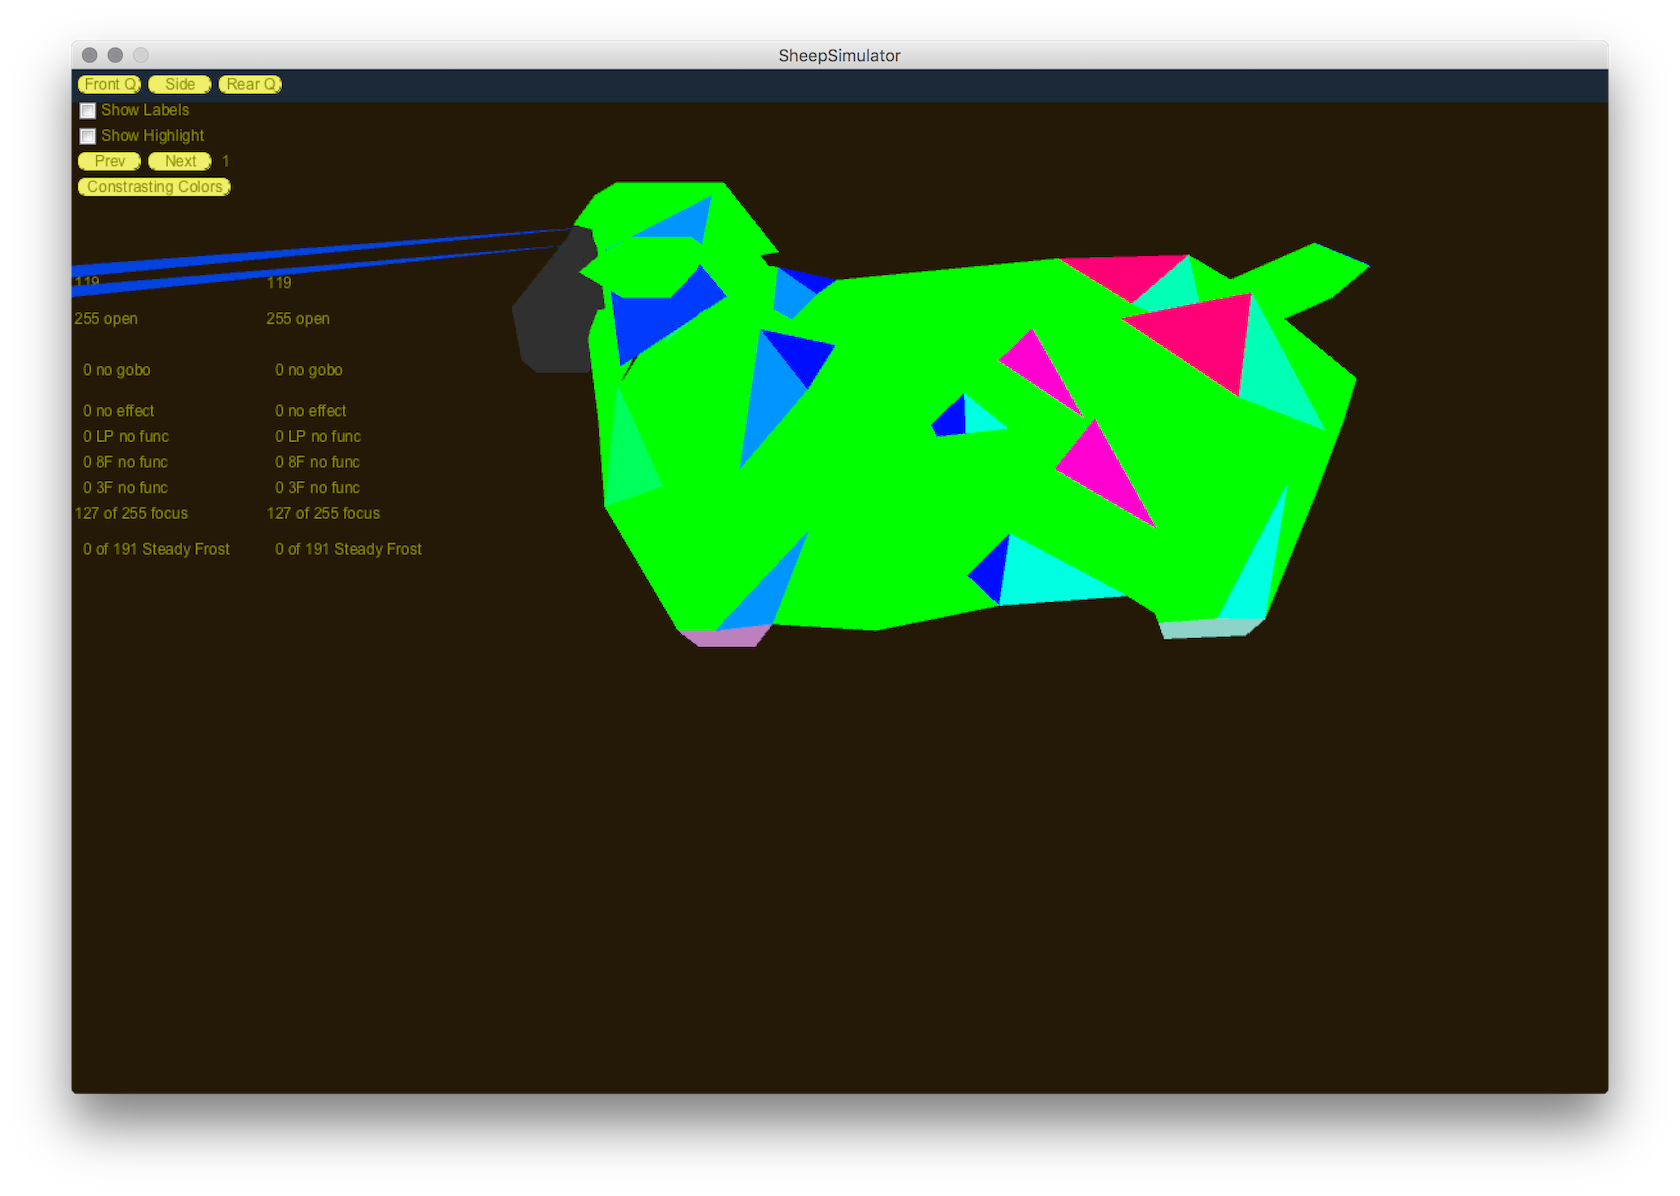 SheepSimulator
Front Q Side Rear Q
Show Labels
Show Highlight
Prev Next 1
Constrasting Colors
119 119
255 open 255 open
0 no gobo 0 no gobo
0 no effect 0 no effect
0 LP no func 0 LP no func
0 8F no func 0 8F no func
0 3F no func 0 3F no func
127 of 255 focus 127 of 255 focus
0 of 191 Steady Frost 0 of 191 Steady Frost